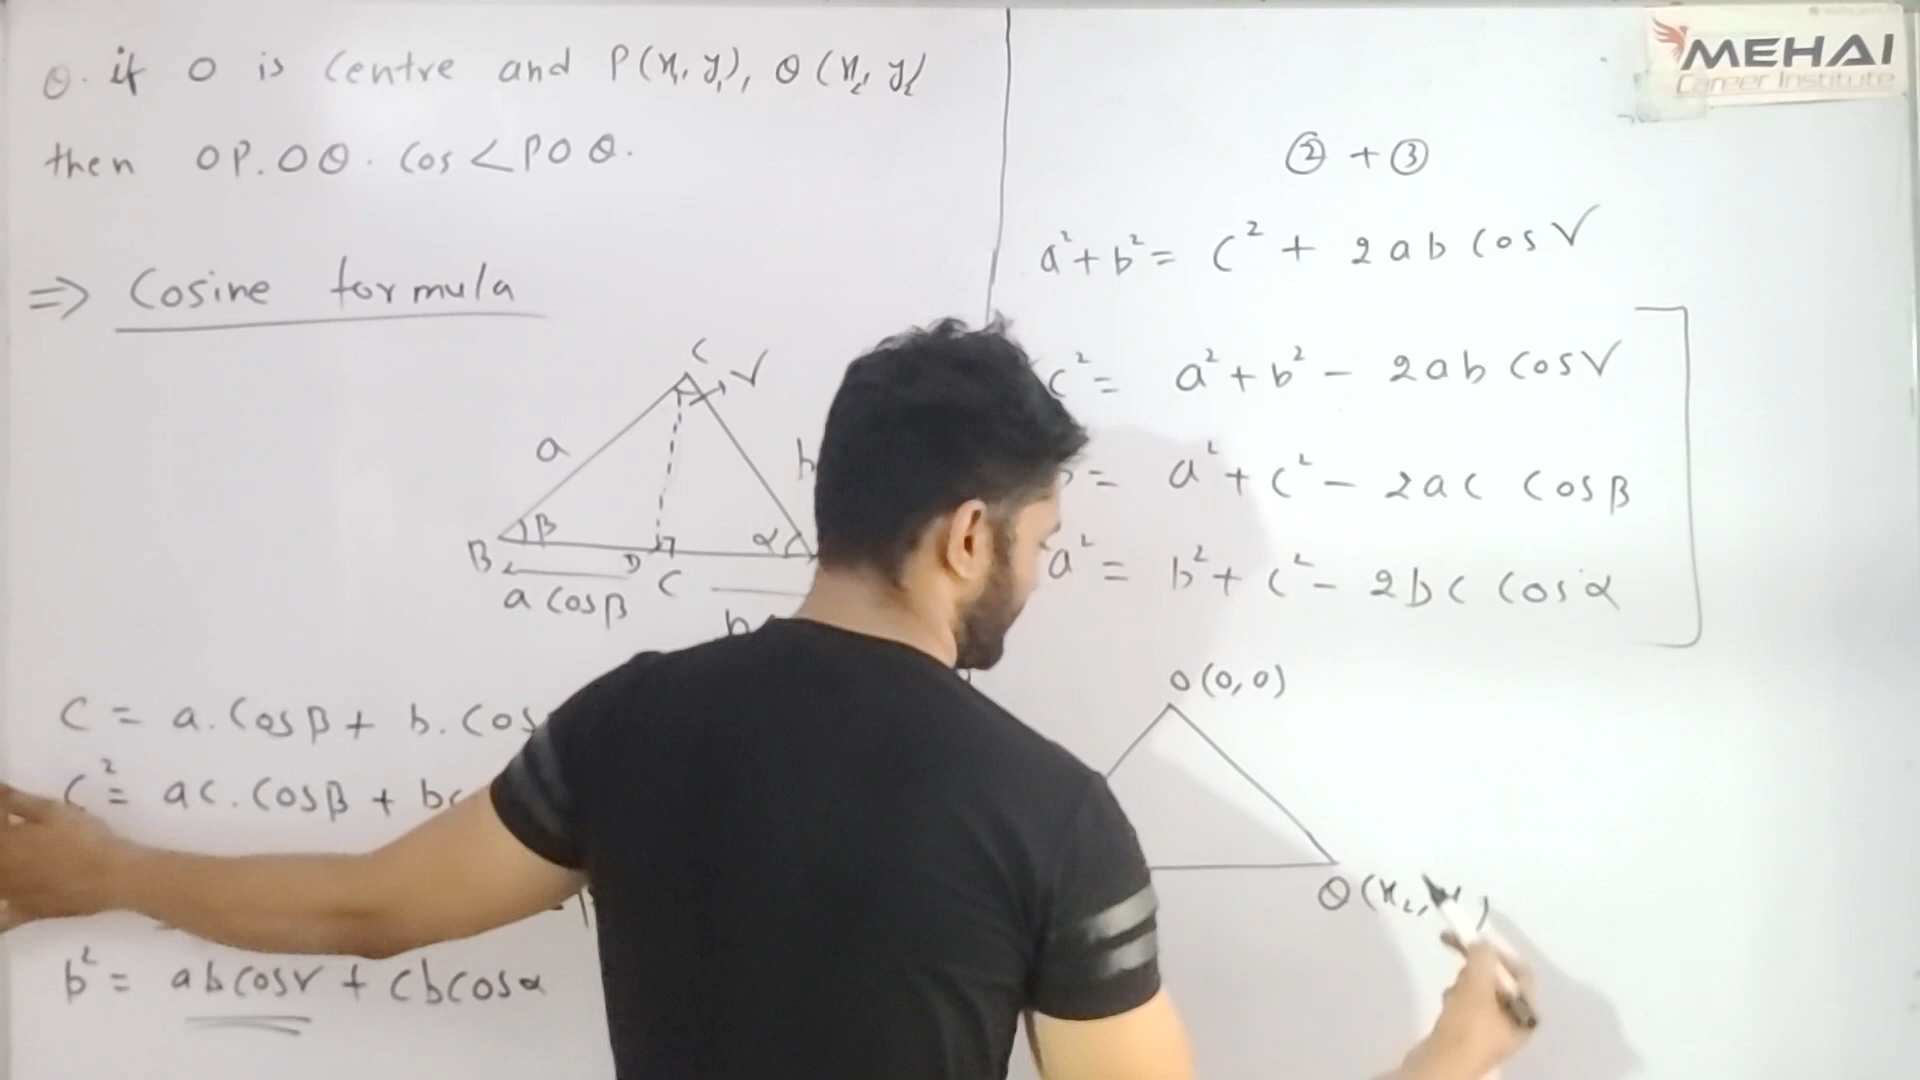 Q. if O is Centre and P(x₁, y₁), Q(x₂, y₂
then OP.OQ. Cos<POQ.
⇒ Cosine formula
C
γ
a
b
B
β
D
α
C
a Cosβ
C = a.Cosβ + b.Cos
C² = ac.Cosβ + bc
b² = abcosγ + cbcosα
MEHAI
Career Institute
② + ③
a² + b² = C² + 2ab Cosγ
C² = a² + b² - 2ab Cosγ
= a² + c² - 2ac Cosβ
a² = b² + c² - 2bc Cosα
O(0,0)
Q(x₂,